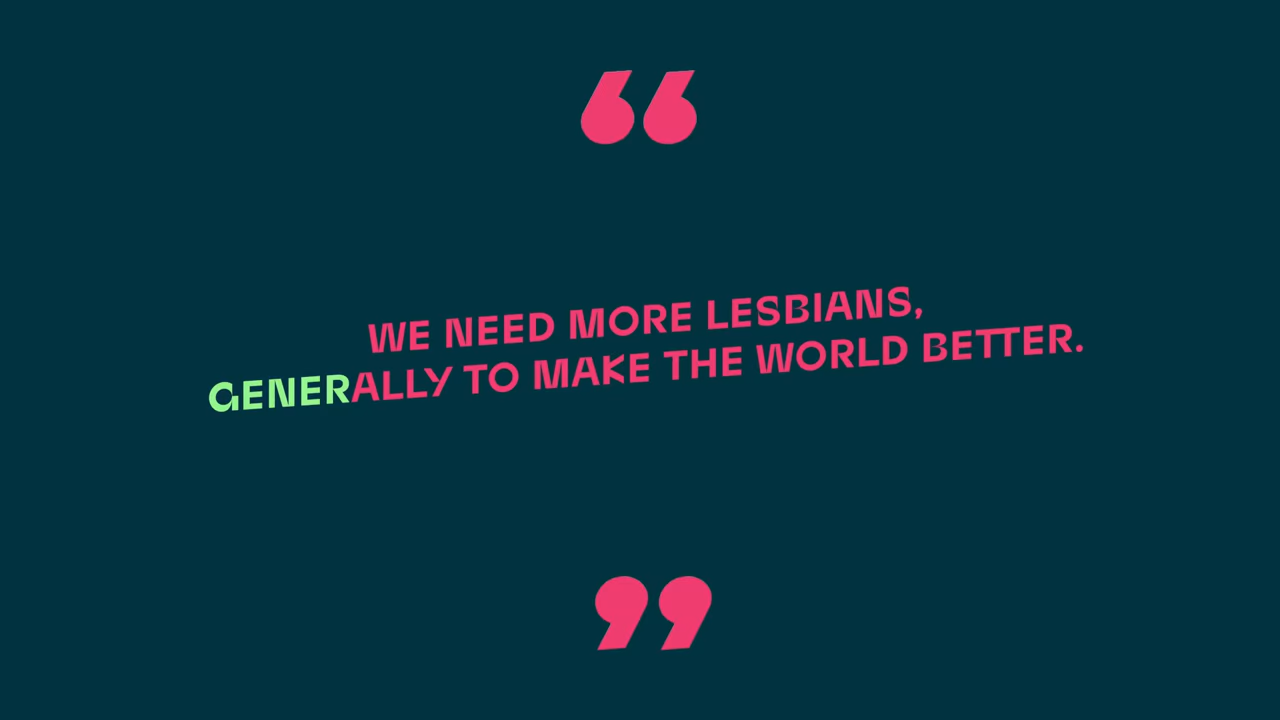 “
WE NEED MORE LESBIANS,
GENERALLY TO MAKE THE WORLD BETTER.
”